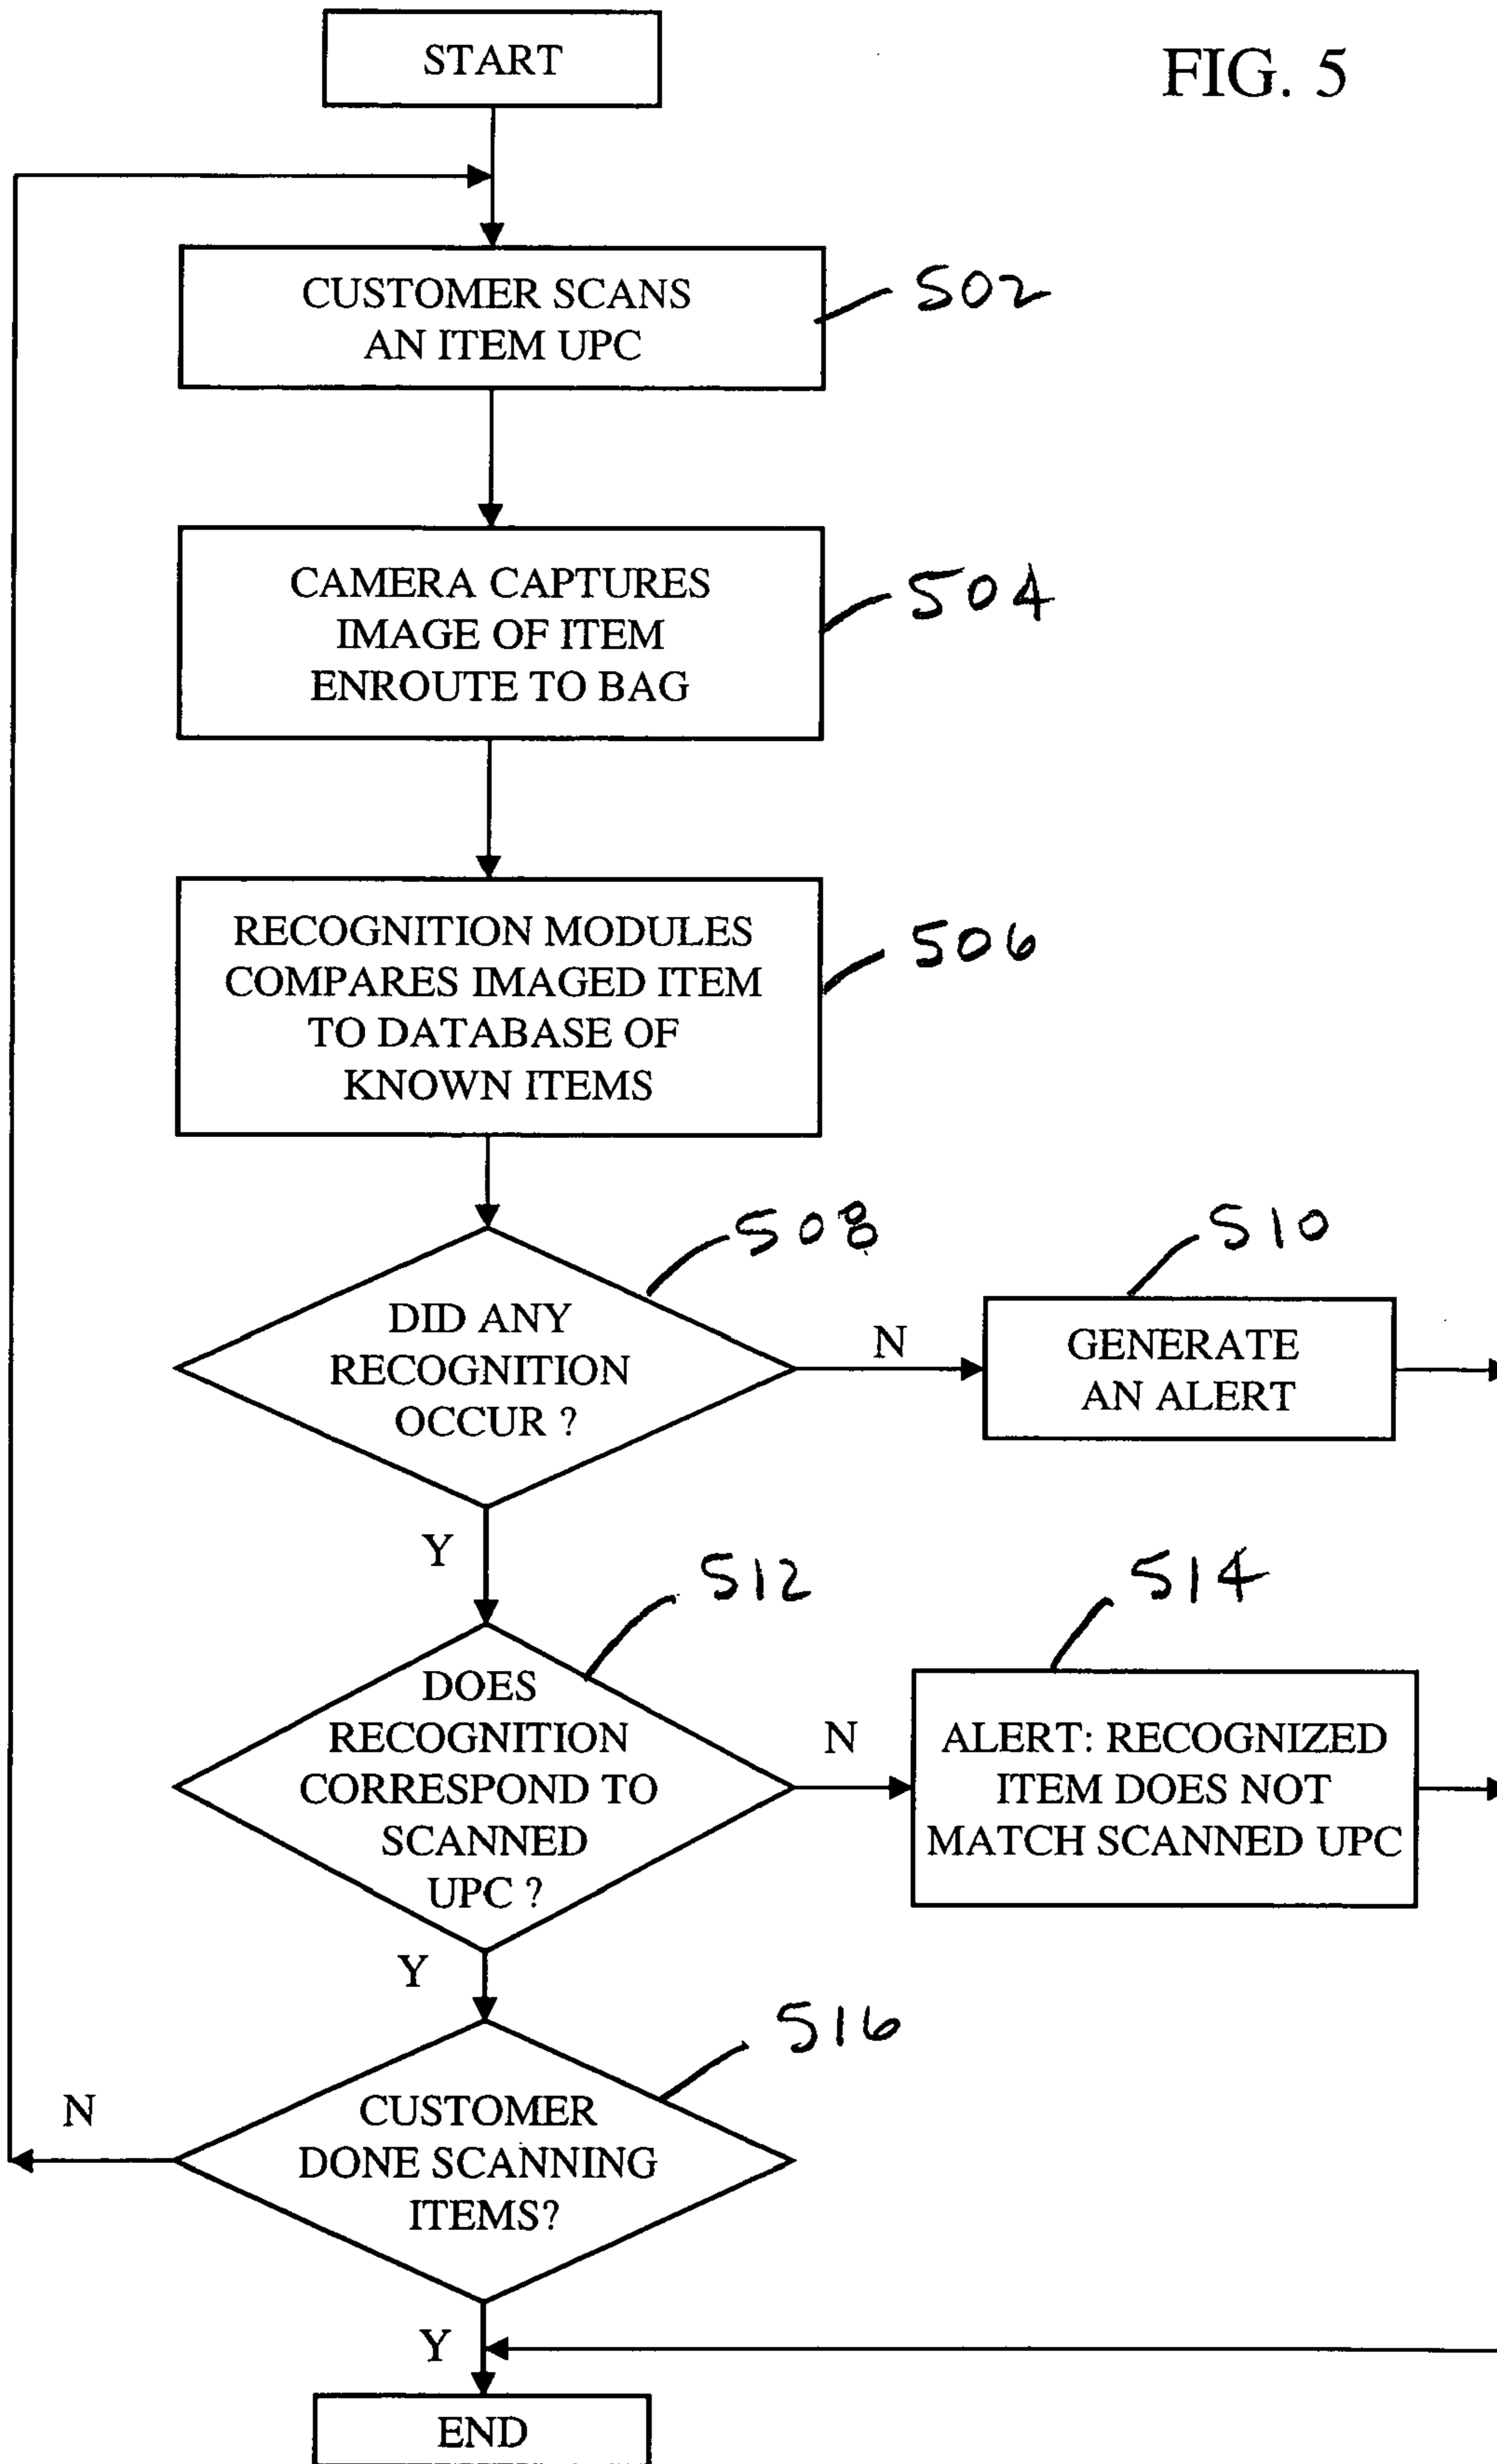 START
FIG. 5
CUSTOMER SCANS
AN ITEM UPC
502
CAMERA CAPTURES
IMAGE OF ITEM
ENROUTE TO BAG
504
RECOGNITION MODULES
COMPARES IMAGED ITEM
TO DATABASE OF
KNOWN ITEMS
506
DID ANY
RECOGNITION
OCCUR ?
508
N
GENERATE
AN ALERT
510
Y
DOES
RECOGNITION
CORRESPOND TO
SCANNED
UPC ?
512
N
ALERT: RECOGNIZED
ITEM DOES NOT
MATCH SCANNED UPC
514
Y
CUSTOMER
DONE SCANNING
ITEMS?
516
N
Y
END